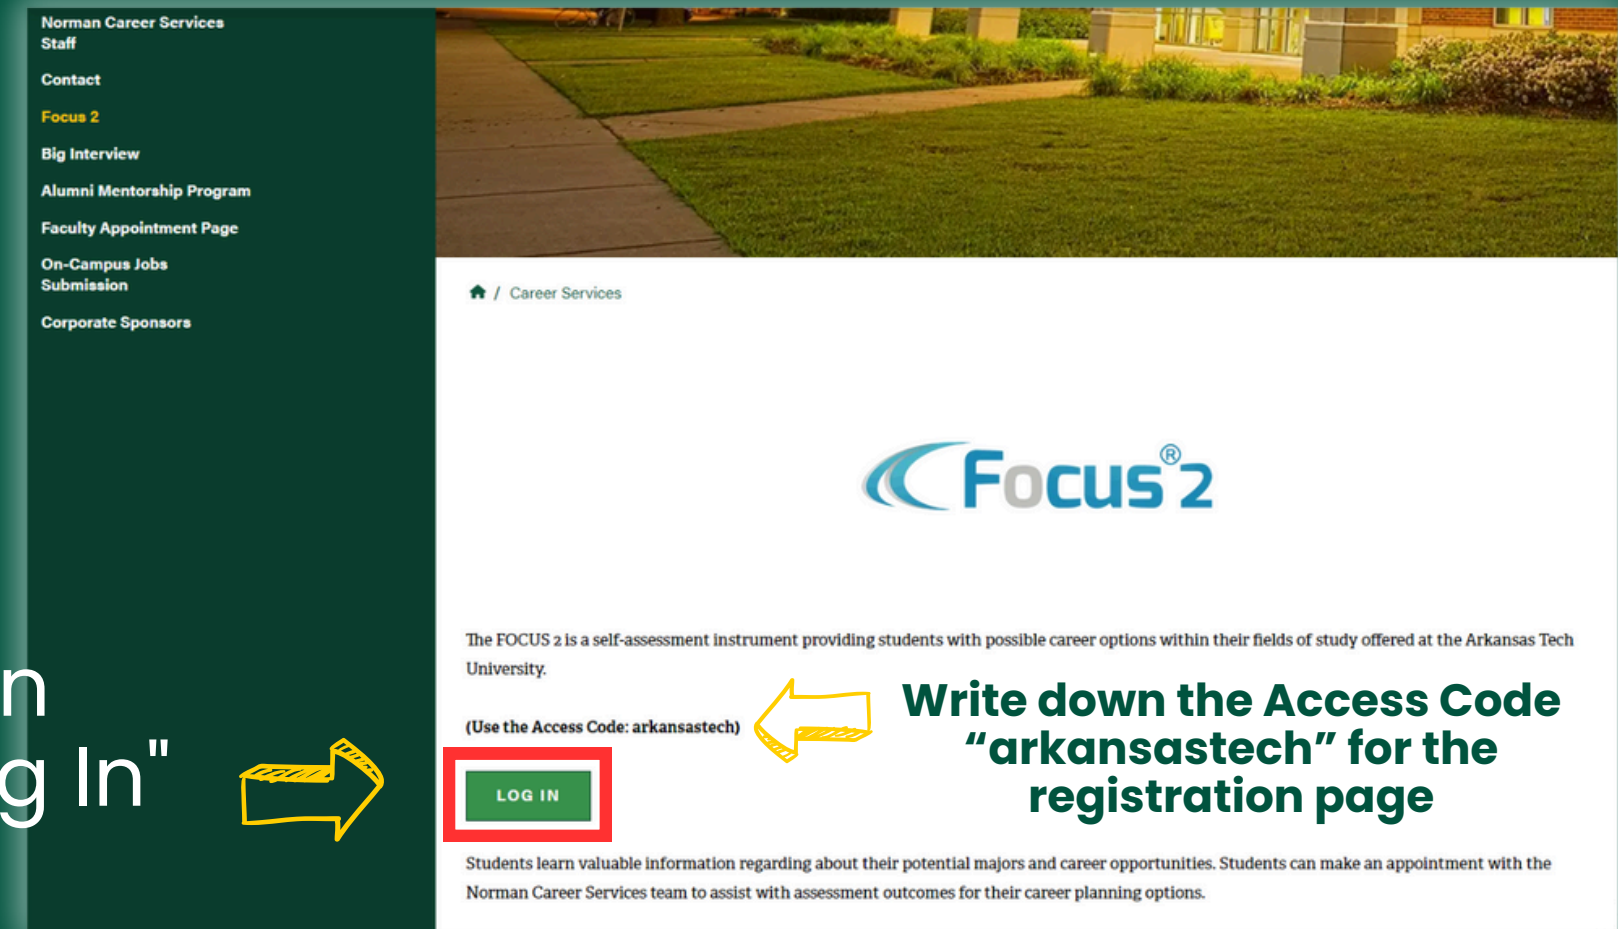 Norman Career Services
Staff
Contact
Focus 2
Big Interview
Alumni Mentorship Program
Faculty Appointment Page
On-Campus Jobs
Submission
Corporate Sponsors
/ Career Services
Focus®2
The FOCUS 2 is a self-assessment instrument providing students with possible career options within their fields of study offered at the Arkansas Tech
University.
(Use the Access Code: arkansastech)
Write down the Access Code
“arkansastech” for the
registration page
n
g In"
LOG IN
Students learn valuable information regarding about their potential majors and career opportunities. Students can make an appointment with the
Norman Career Services team to assist with assessment outcomes for their career planning options.